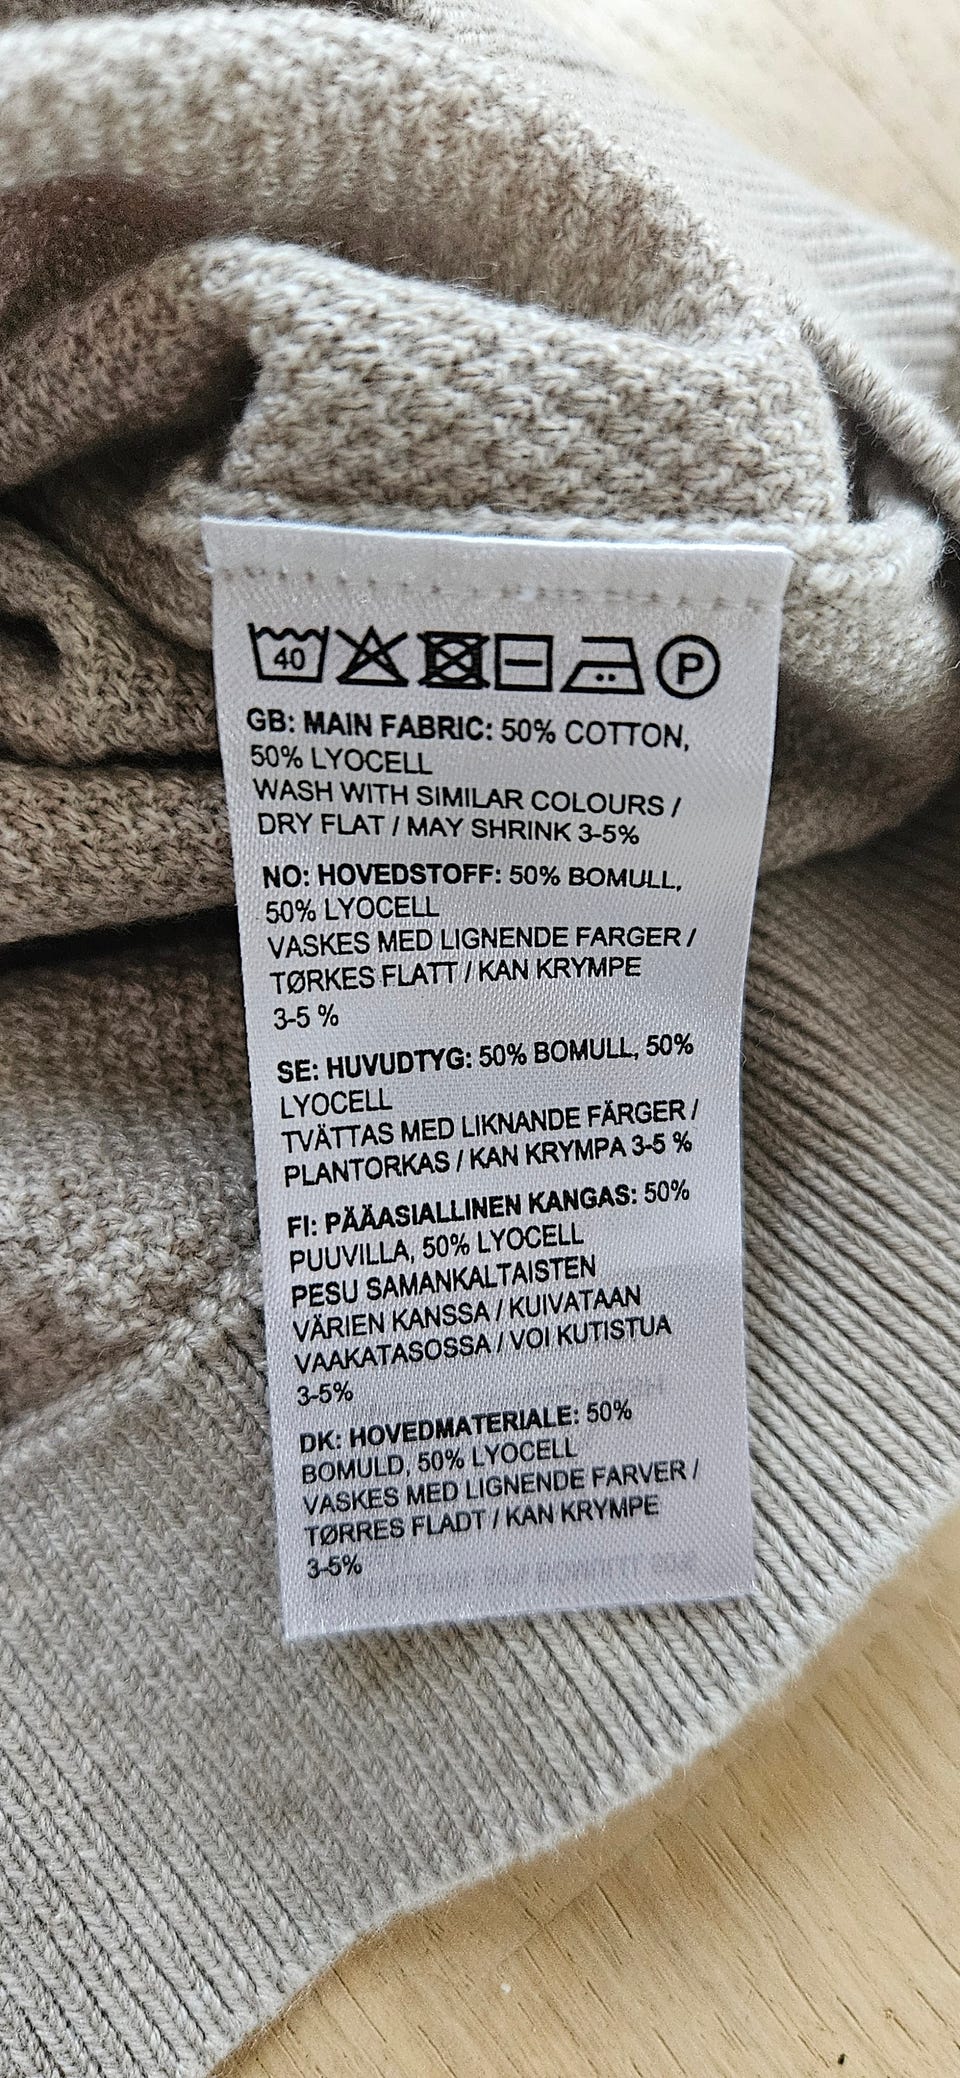 40 P
GB: MAIN FABRIC: 50% COTTON,
50% LYOCELL
WASH WITH SIMILAR COLOURS /
DRY FLAT / MAY SHRINK 3-5%
NO: HOVEDSTOFF: 50% BOMULL,
50% LYOCELL
VASKES MED LIGNENDE FARGER /
TØRKES FLATT / KAN KRYMPE
3-5 %
SE: HUVUDTYG: 50% BOMULL, 50%
LYOCELL
TVÄTTAS MED LIKNANDE FÄRGER /
PLANTORKAS / KAN KRYMPA 3-5 %
FI: PÄÄASIALLINEN KANGAS: 50%
PUUVILLA, 50% LYOCELL
PESU SAMANKALTAISTEN
VÄRIEN KANSSA / KUIVATAAN
VAAKATASOSSA / VOI KUTISTUA
3-5%
DK: HOVEDMATERIALE: 50%
BOMULD, 50% LYOCELL
VASKES MED LIGNENDE FARVER /
TØRRES FLADT / KAN KRYMPE
3-5%